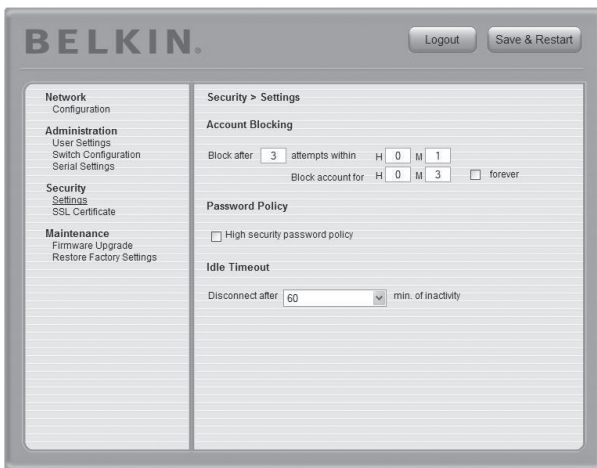 BELKIN®
Logout
Save & Restart
Network
Configuration
Administration
User Settings
Switch Configuration
Serial Settings
Security
Settings
SSL Certificate
Maintenance
Firmware Upgrade
Restore Factory Settings
Security > Settings
Account Blocking
Block after 3 attempts within H 0 M 1
Block account for H 0 M 3 forever
Password Policy
High security password policy
Idle Timeout
Disconnect after 60 min. of inactivity